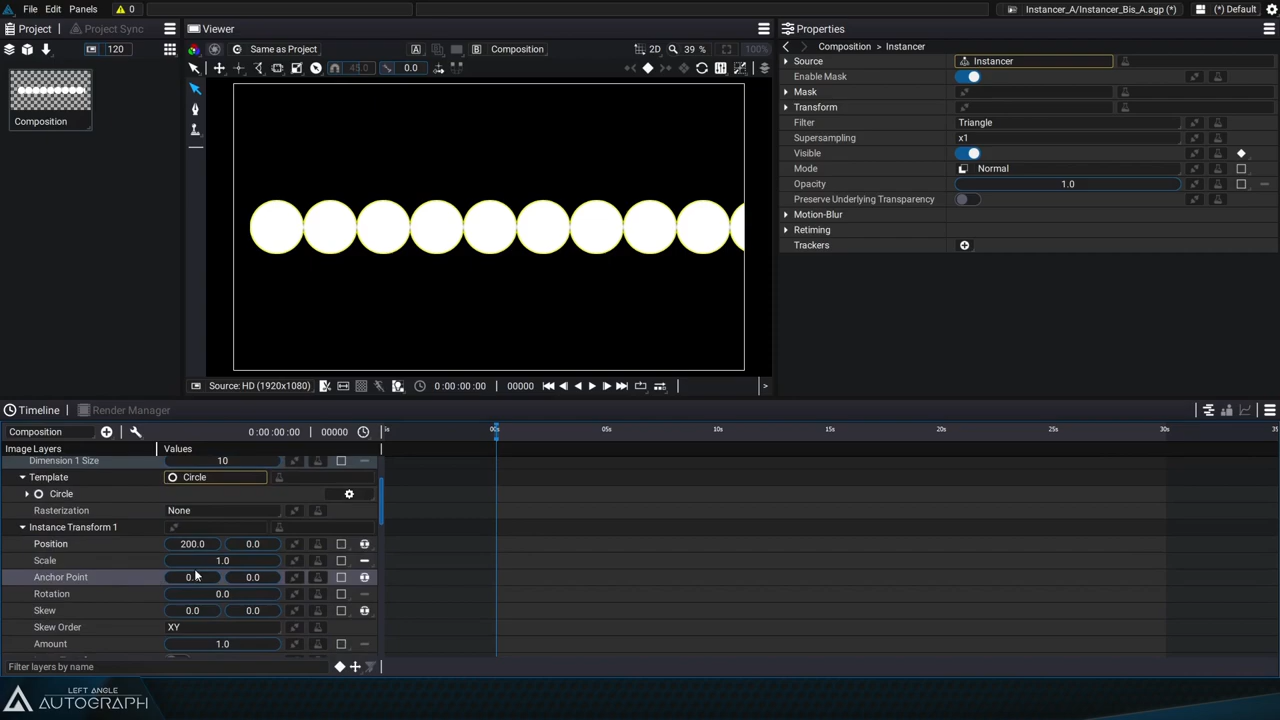 File Edit Panels 0 Instancer_A/Instancer_Bis_A.agp (*) (*) Default
Project Project Sync Viewer Properties
120 Same as Project A B Composition 2D 39 % 100% Composition > Instancer
45.0 0.0
Composition
Source Instancer
Enable Mask
Mask
Transform
Filter Triangle
Supersampling x1
Visible
Mode Normal
Opacity 1.0
Preserve Underlying Transparency
Motion-Blur
Retiming
Trackers
Source: HD (1920x1080) 0:00:00:00 00000
Timeline Render Manager
Composition 0:00:00:00 00000 00s 05s 10s 15s 20s 25s 30s
Image Layers Values
Dimension 1 Size 10
Template Circle
Circle
Rasterization None
Instance Transform 1
Position 200.0 0.0
Scale 1.0
Anchor Point 0.0
Rotation 0.0
Skew 0.0 0.0
Skew Order XY
Amount 1.0
Filter layers by name
LEFT ANGLE
AUTOGRAPH